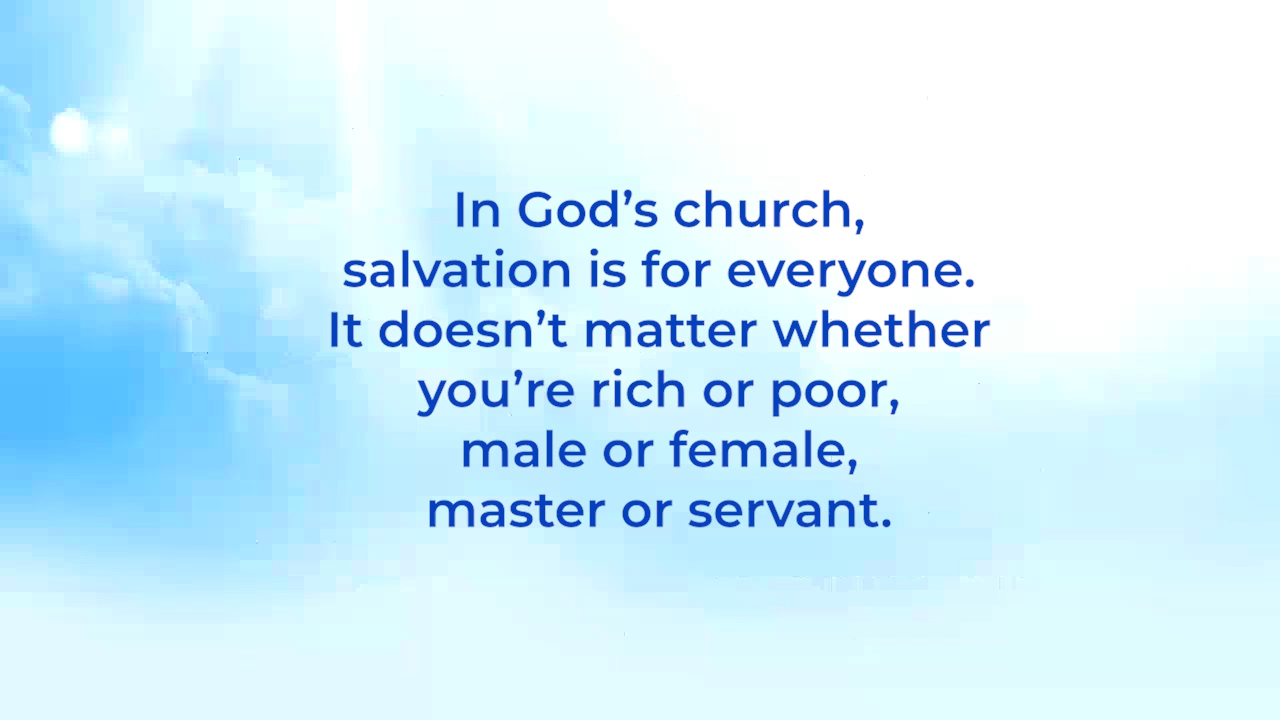 In God’s church,
salvation is for everyone.
It doesn’t matter whether
you’re rich or poor,
male or female,
master or servant.